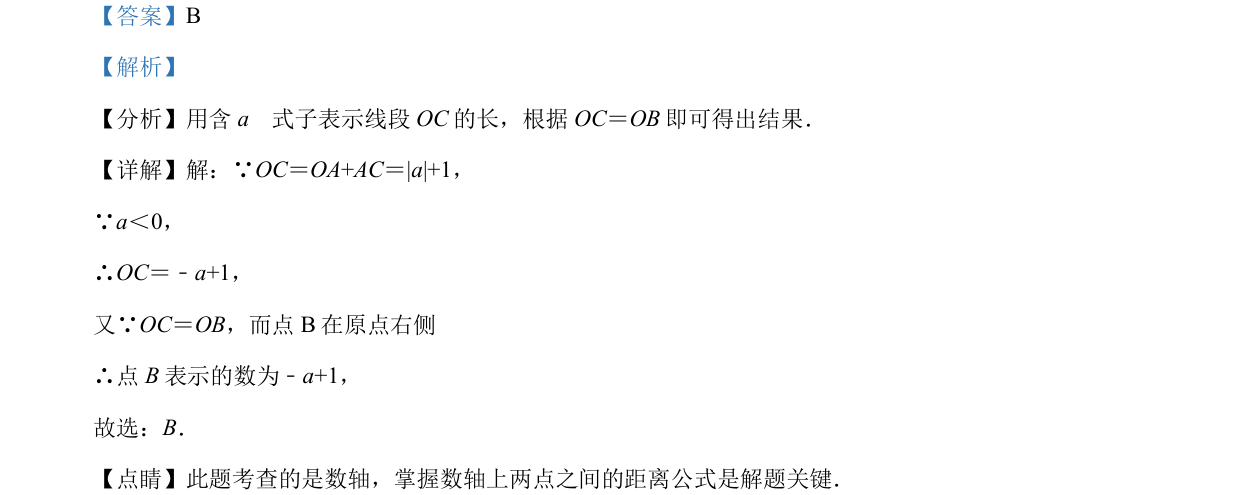 【答案】B
【解析】
【分析】用含 a 式子表示线段 OC 的长，根据 OC＝OB 即可得出结果．
【详解】解：∵OC＝OA+AC＝|a|+1，
∵a＜0，
∴OC＝﹣a+1，
又∵OC＝OB，而点 B 在原点右侧
∴点 B 表示的数为﹣a+1，
故选：B．
【点睛】此题考查的是数轴，掌握数轴上两点之间的距离公式是解题关键．